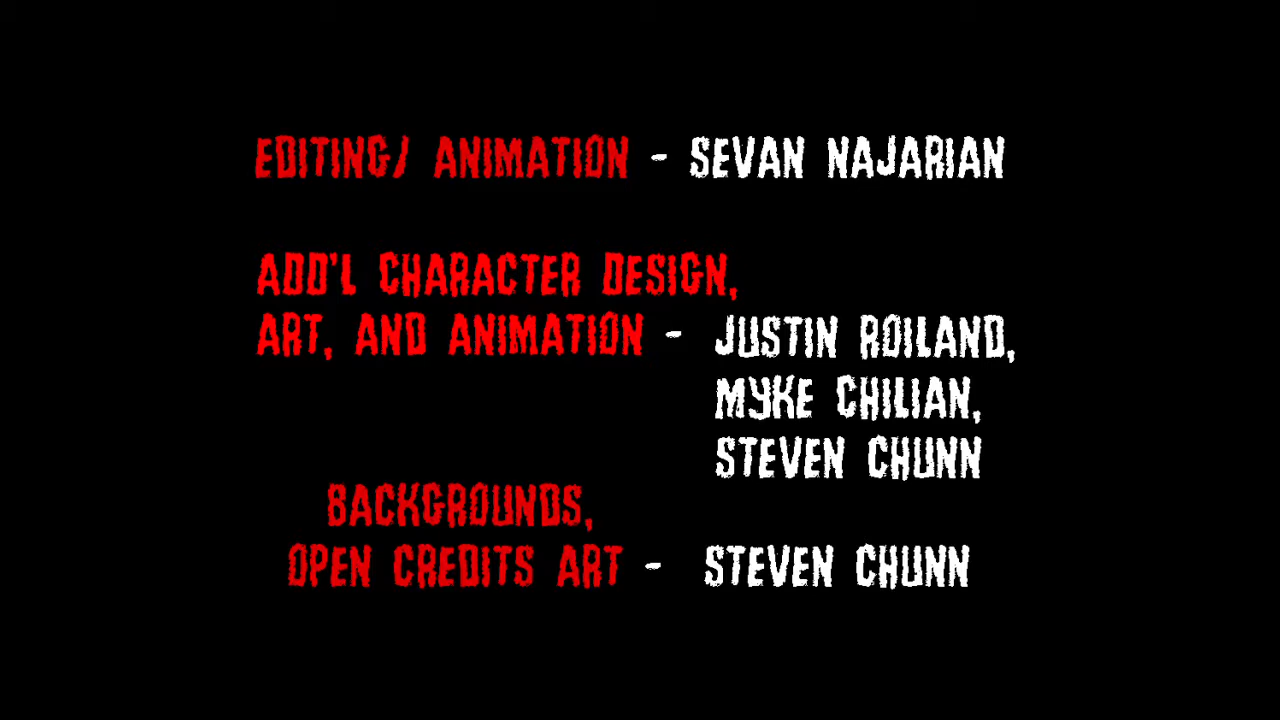 EDITING/ ANIMATION - SEVAN NAJARIAN
ADD'L CHARACTER DESIGN,
ART, AND ANIMATION - JUSTIN ROILAND,
MYKE CHILIAN,
STEVEN CHUNN
BACKGROUNDS,
OPEN CREDITS ART - STEVEN CHUNN